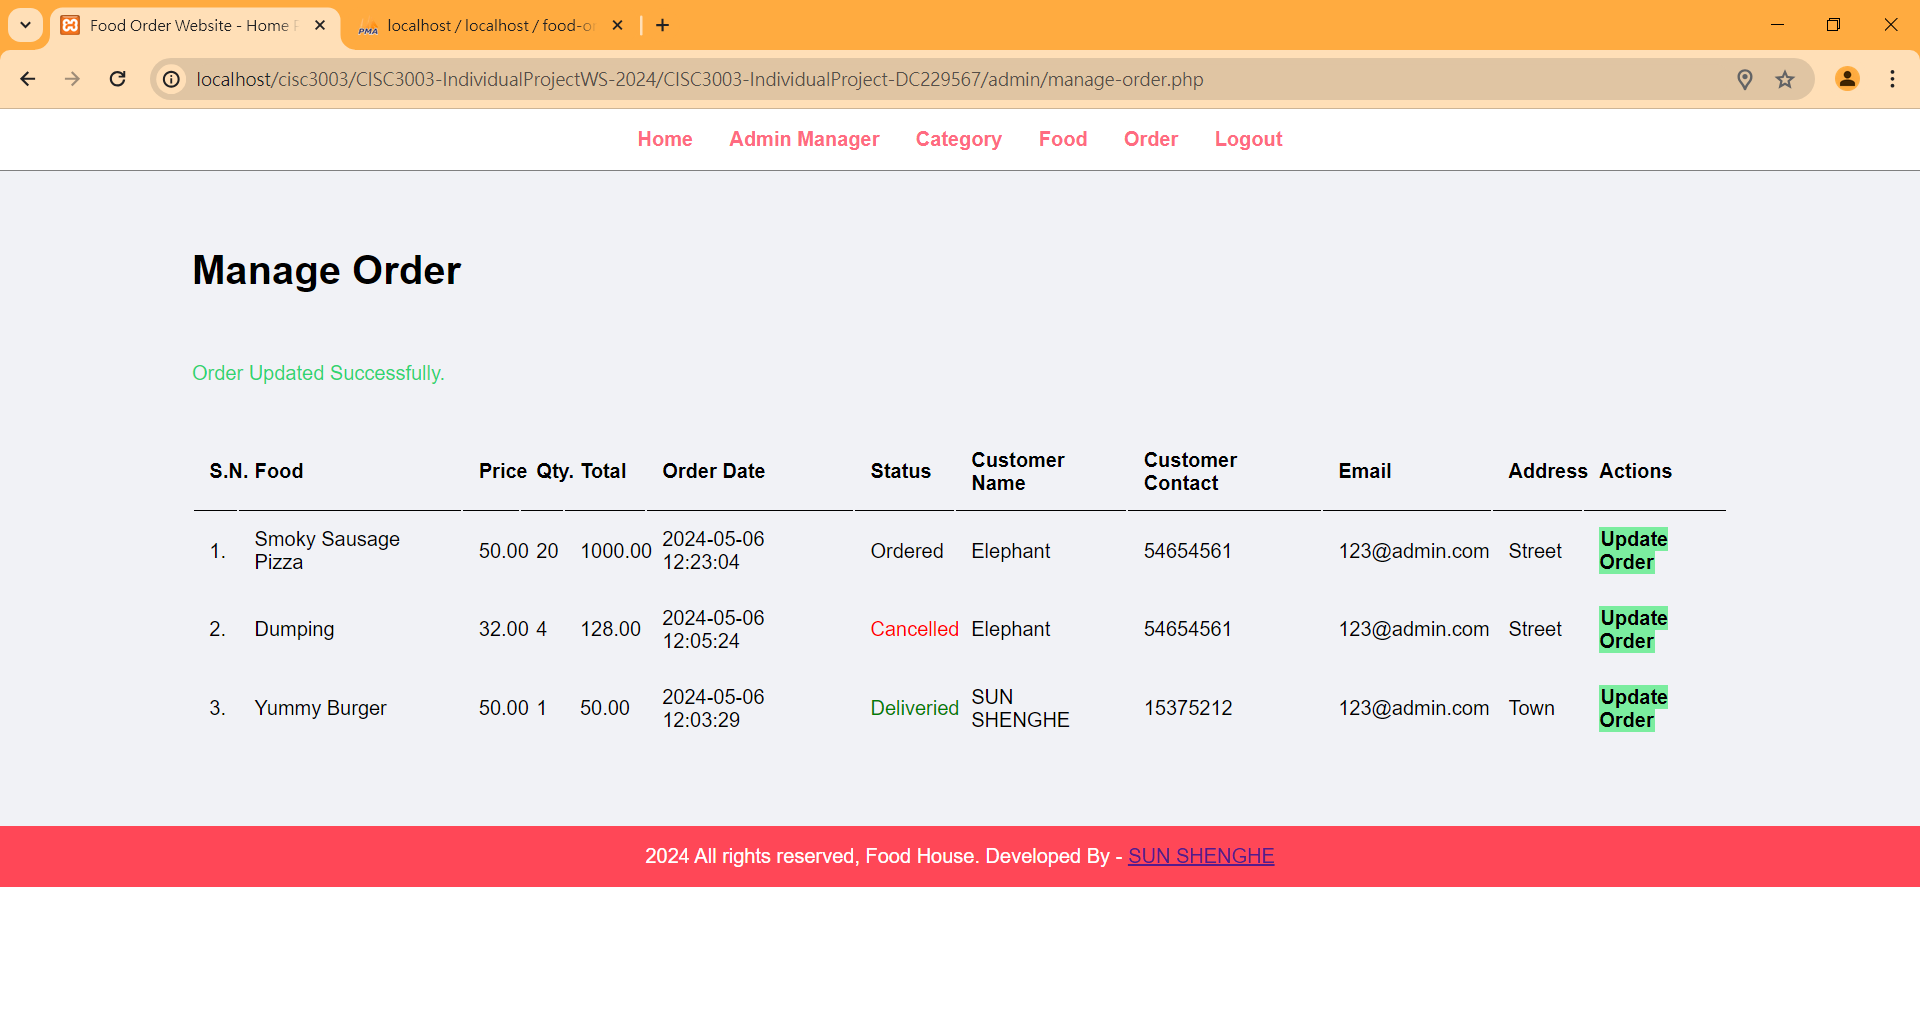 Food Order Website - Home
localhost / localhost / food-o
localhost/cisc3003/CISC3003-IndividualProjectWS-2024/CISC3003-IndividualProject-DC229567/admin/manage-order.php
Home Admin Manager Category Food Order Logout
Manage Order
Order Updated Successfully.
S.N. Food Price Qty. Total Order Date Status Customer Name Customer Contact Email Address Actions
1. Smoky Sausage Pizza 50.00 20 1000.00 2024-05-06 12:23:04 Ordered Elephant 54654561 123@admin.com Street Update Order
2. Dumping 32.00 4 128.00 2024-05-06 12:05:24 Cancelled Elephant 54654561 123@admin.com Street Update Order
3. Yummy Burger 50.00 1 50.00 2024-05-06 12:03:29 Deliveried SUN SHENGHE 15375212 123@admin.com Town Update Order
2024 All rights reserved, Food House. Developed By - SUN SHENGHE